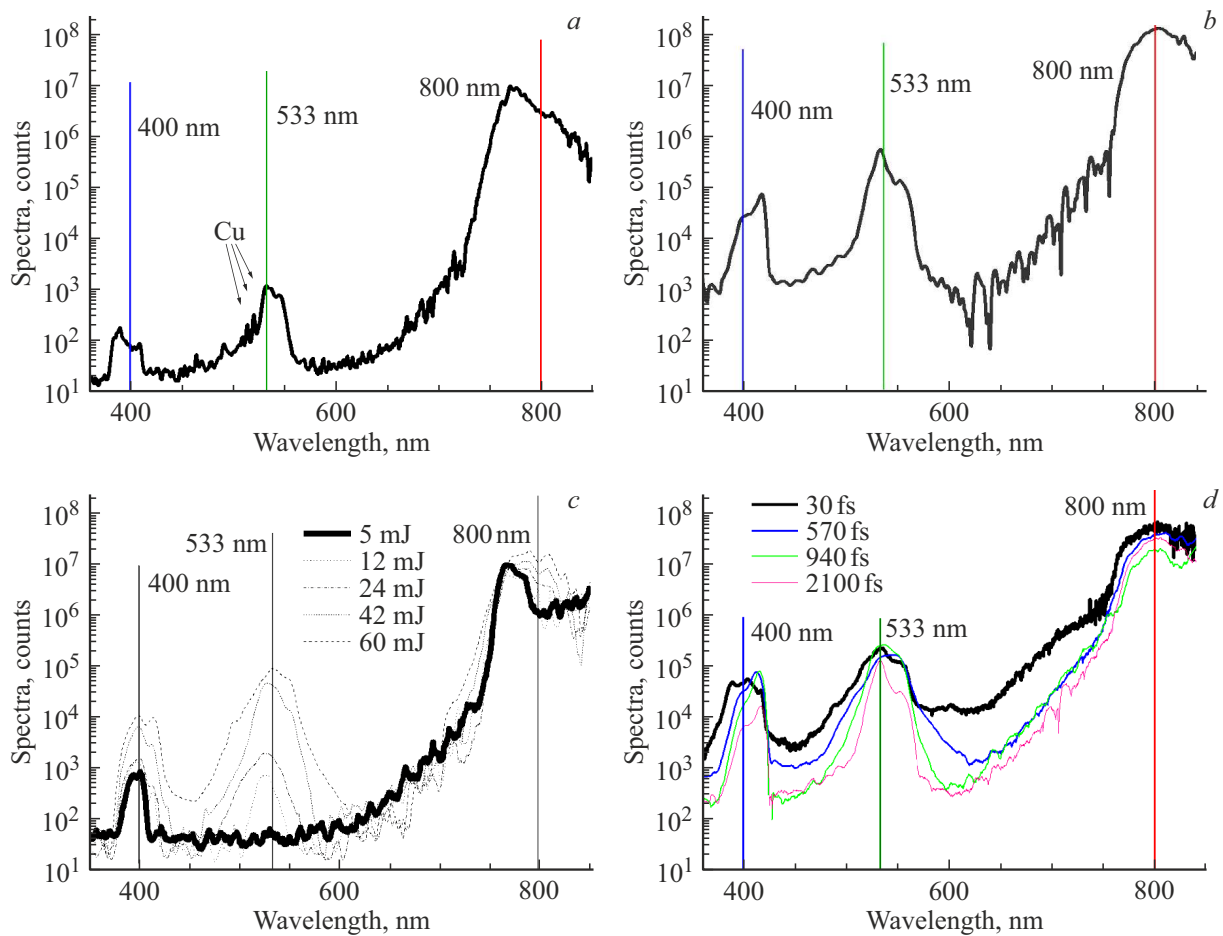 a
10⁸
10⁷
10⁶
10⁵
10⁴
10³
10²
10¹
Spectra, counts
400 nm
533 nm
800 nm
Cu
400
600
800
Wavelength, nm
b
10⁸
10⁷
10⁶
10⁵
10⁴
10³
10²
10¹
Spectra, counts
400 nm
533 nm
800 nm
400
600
800
Wavelength, nm
c
10⁸
10⁷
10⁶
10⁵
10⁴
10³
10²
10¹
Spectra, counts
400 nm
533 nm
800 nm
5 mJ
12 mJ
24 mJ
42 mJ
60 mJ
400
600
800
Wavelength, nm
d
10⁸
10⁷
10⁶
10⁵
10⁴
10³
10²
10¹
Spectra, counts
30 fs
570 fs
940 fs
2100 fs
400 nm
533 nm
800 nm
400
600
800
Wavelength, nm